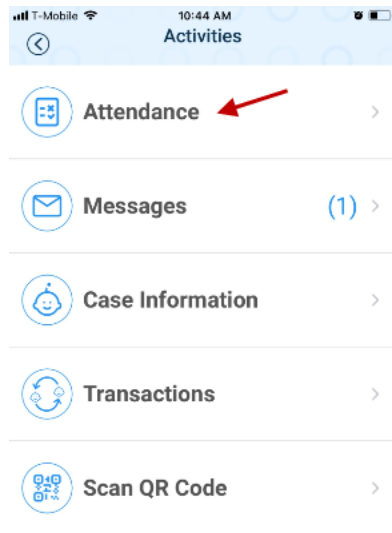 T-Mobile 10:44 AM
Activities
Attendance
Messages (1)
Case Information
Transactions
Scan QR Code